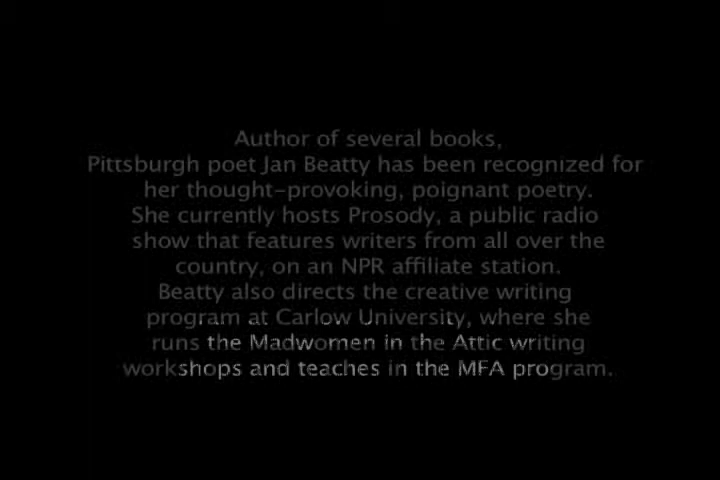 Author of several books,
Pittsburgh poet Jan Beatty has been recognized for
her thought-provoking, poignant poetry.
She currently hosts Prosody, a public radio
show that features writers from all over the
country, on an NPR affiliate station.
Beatty also directs the creative writing
program at Carlow University, where she
runs the Madwomen in the Attic writing
workshops and teaches in the MFA program.